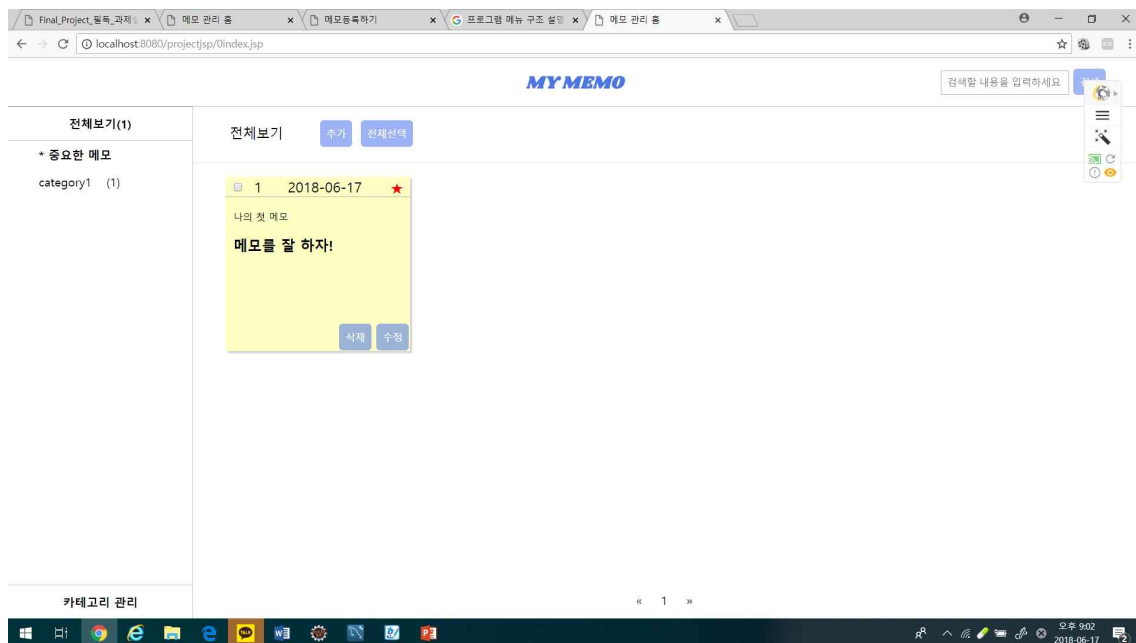 Final_Project_필독_과제
메모 관리 홈
메모등록하기
프로그램 메뉴 구조 설명
메모 관리 홈
localhost:8080/projectjsp/0index.jsp
MY MEMO
검색할 내용을 입력하세요
전체보기(1)
* 중요한 메모
category1 (1)
전체보기 추가 전체선택
1 2018-06-17 ★
나의 첫 메모
메모를 잘 하자!
삭제 수정
카테고리 관리
« 1 »
오후 9:02
2018-06-17